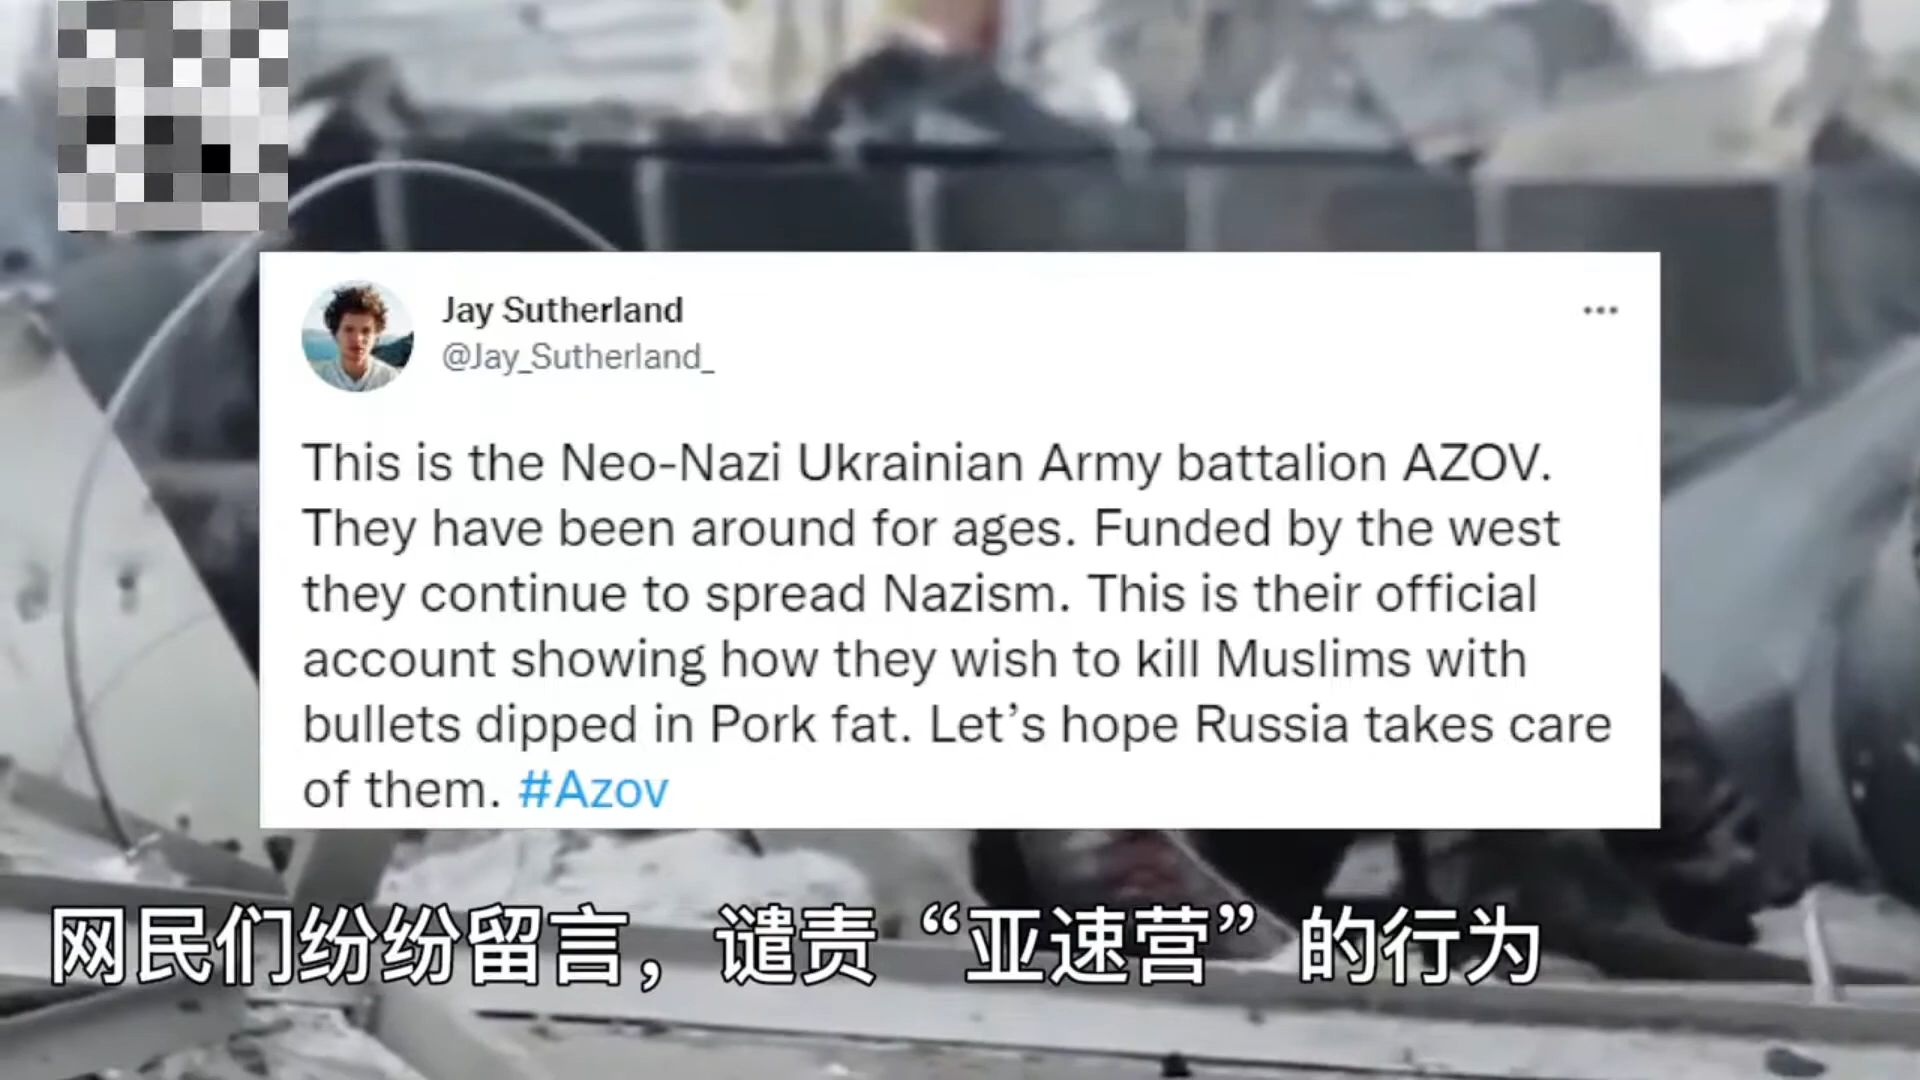 Jay Sutherland
@Jay_Sutherland_
This is the Neo-Nazi Ukrainian Army battalion AZOV.
They have been around for ages. Funded by the west
they continue to spread Nazism. This is their official
account showing how they wish to kill Muslims with
bullets dipped in Pork fat. Let’s hope Russia takes care
of them. #Azov
网民们纷纷留言，谴责“亚速营”的行为